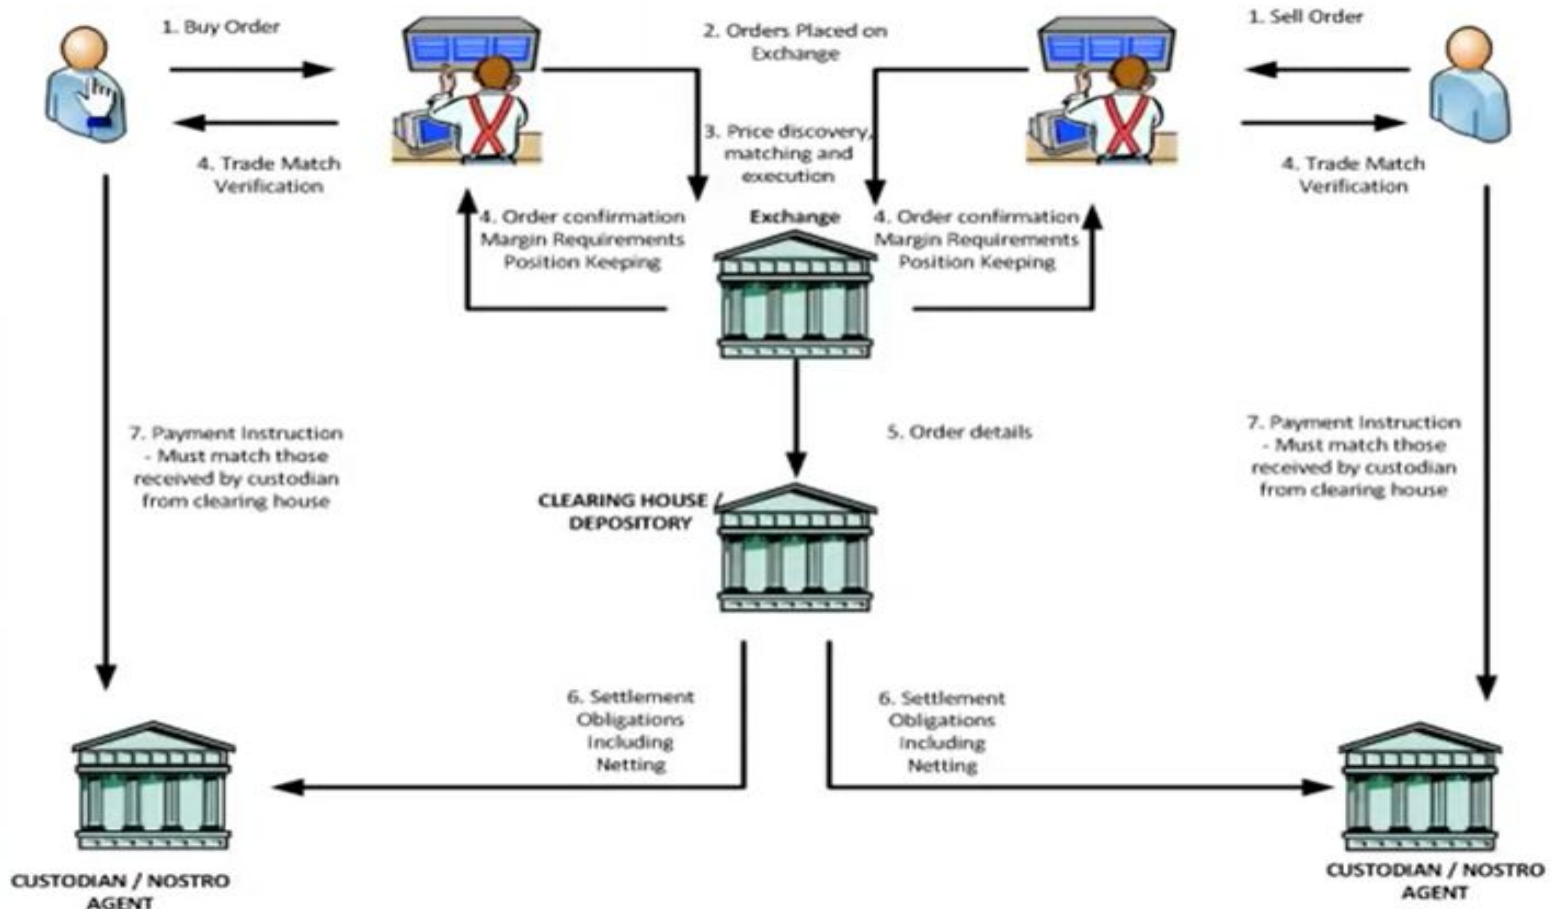 1. Buy Order
2. Orders Placed on
Exchange
1. Sell Order
4. Trade Match
Verification
3. Price discovery,
matching and
execution
4. Trade Match
Verification
4. Order confirmation
Margin Requirements
Position Keeping
Exchange
4. Order confirmation
Margin Requirements
Position Keeping
7. Payment Instruction
- Must match those
received by custodian
from clearing house
5. Order details
7. Payment Instruction
- Must match those
received by custodian
from clearing house
CLEARING HOUSE /
DEPOSITORY
6. Settlement
Obligations
Including
Netting
6. Settlement
Obligations
Including
Netting
CUSTODIAN / NOSTRO
AGENT
CUSTODIAN / NOSTRO
AGENT